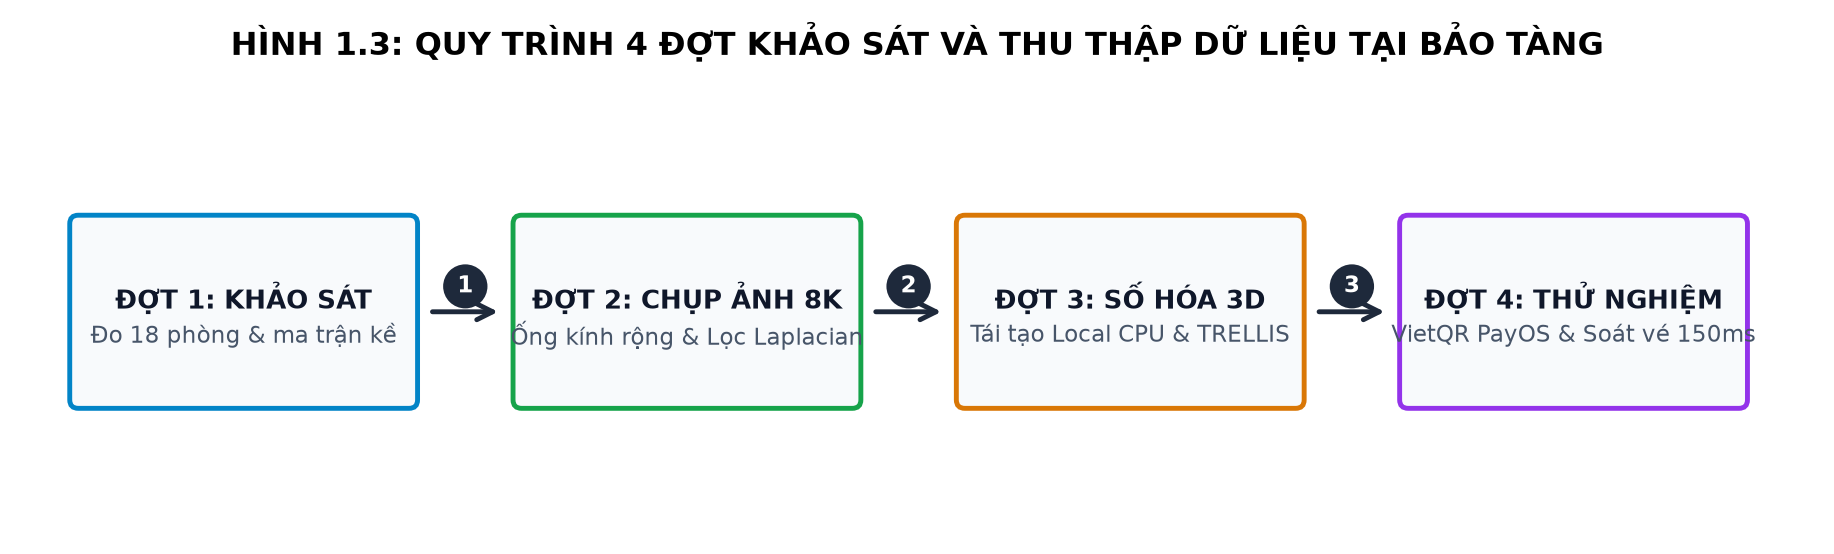 HÌNH 1.3: QUY TRÌNH 4 ĐỢT KHẢO SÁT VÀ THU THẬP DỮ LIỆU TẠI BẢO TÀNG
ĐỢT 1: KHẢO SÁT
Đo 18 phòng & ma trận kề
1
ĐỢT 2: CHỤP ẢNH 8K
Ống kính rộng & Lọc Laplacian
2
ĐỢT 3: SỐ HÓA 3D
Tái tạo Local CPU & TRELLIS
3
ĐỢT 4: THỬ NGHIỆM
VietQR PayOS & Soát vé 150ms